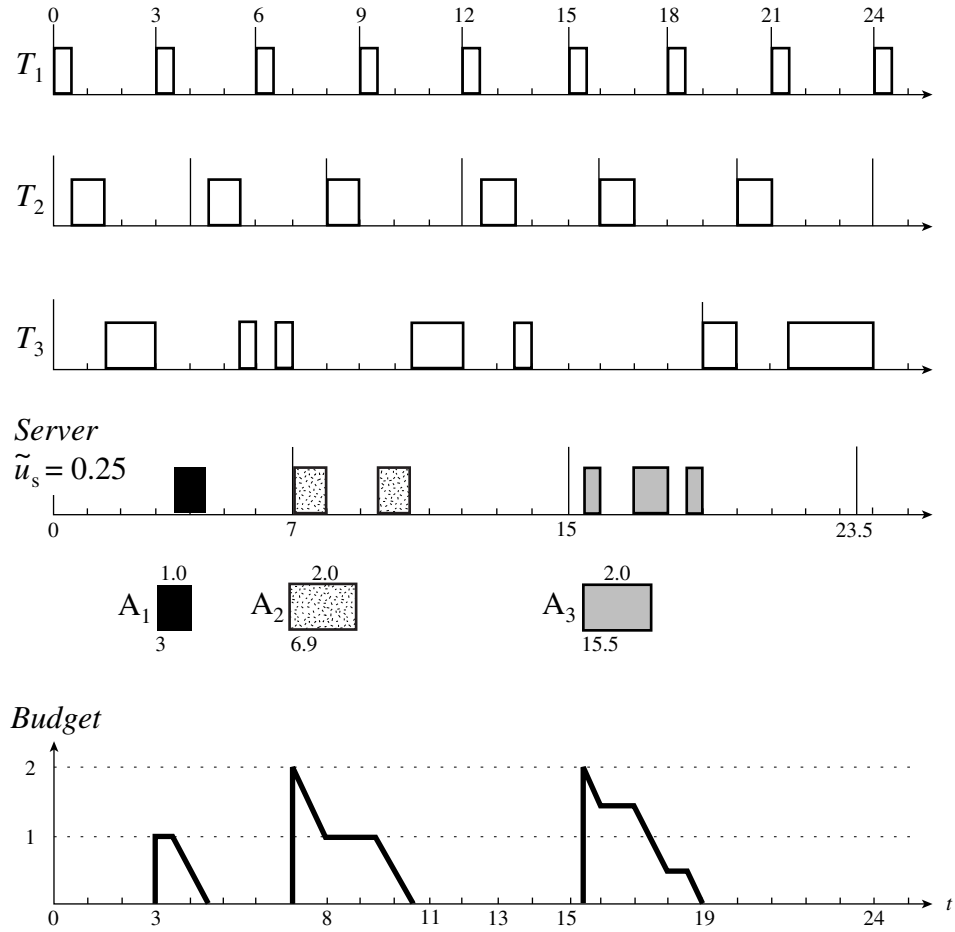 0 3 6 9 12 15 18 21 24
T1
T2
T3
Server
ũs = 0.25
0 7 15 23.5
1.0 2.0 2.0
A1 A2 A3
3 6.9 15.5
Budget
2
1
0 3 8 11 13 15 19 24 t